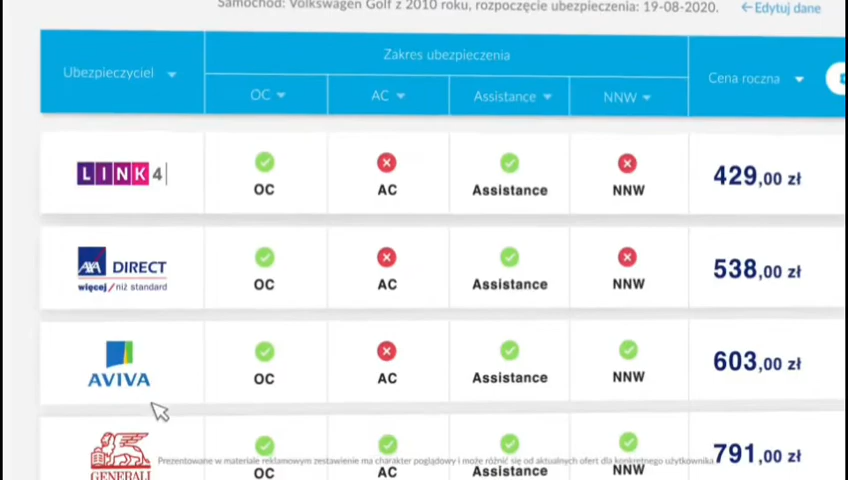 Samochód: Volkswagen Golf z 2010 roku, rozpoczęcie ubezpieczenia: 19-08-2020. ←Edytuj dane
Ubezpieczyciel Zakres ubezpieczenia Cena roczna
OC AC Assistance NNW
LINK4 OC AC Assistance NNW 429,00 zł
AXA DIRECT
więcej/niż standard OC AC Assistance NNW 538,00 zł
AVIVA OC AC Assistance NNW 603,00 zł
GENERALI OC AC Assistance NNW 791,00 zł
Prezentowane w materiale reklamowym zestawienie ma charakter poglądowy i może różnić się od aktualnych ofert dla konkretnego użytkownika.